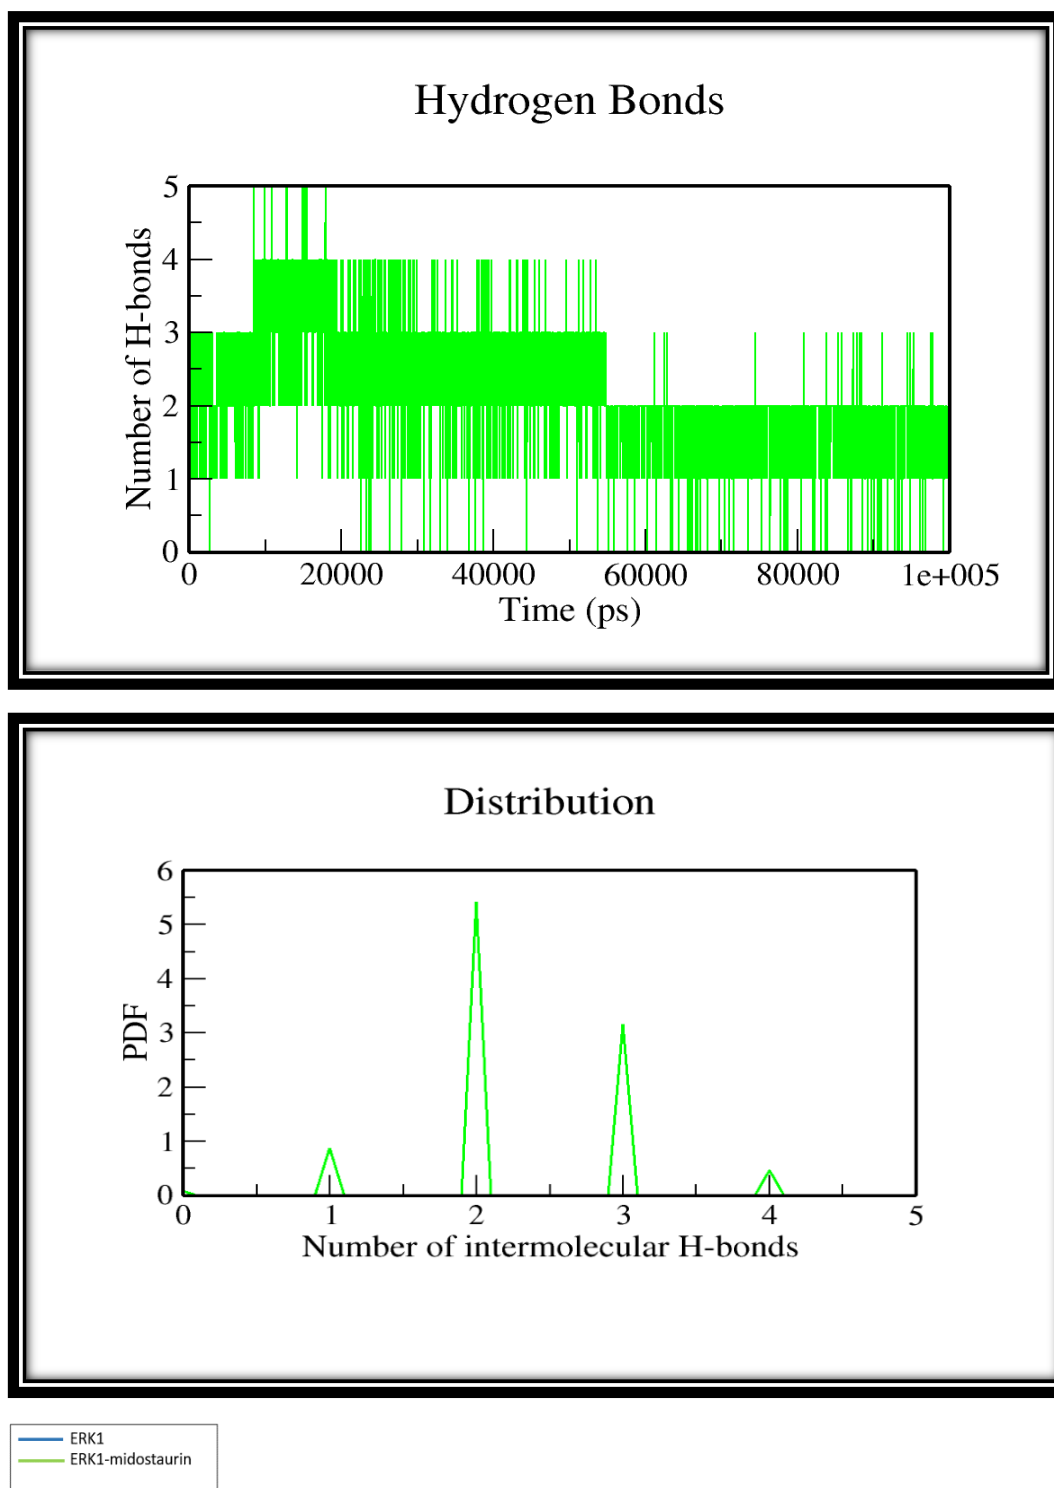 Hydrogen Bonds
5
4
3
2
1
0
Number of H-bonds
0 20000 40000 60000 80000 1e+005
Time (ps)
Distribution
6
5
4
3
2
1
0
PDF
0 1 2 3 4 5
Number of intermolecular H-bonds
ERK1
ERK1-midostaurin